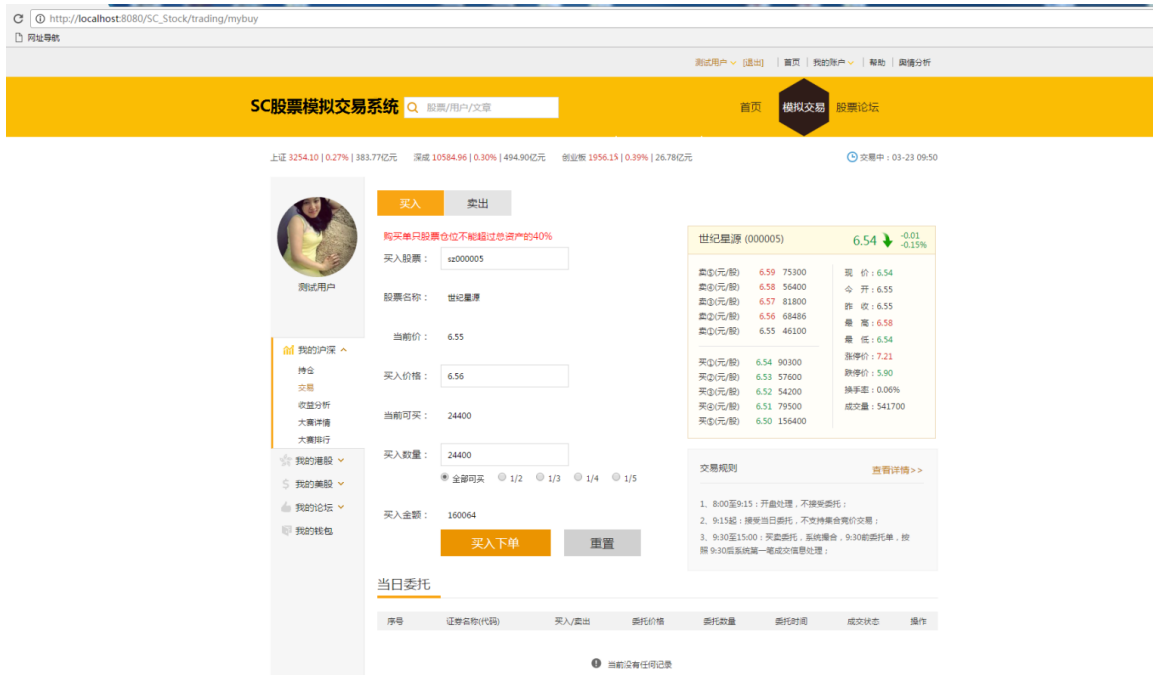 http://localhost:8080/SC_Stock/trading/mybuy
网址导航
测试用户 [退出] | 首页 | 我的账户 | 帮助 | 舆情分析
SC股票模拟交易系统 股票/用户/文章 首页 模拟交易 股票论坛
上证 3254.10 | 0.27% | 383.77亿元 深成 10584.96 | 0.30% | 494.90亿元 创业板 1956.15 | 0.39% | 26.78亿元 交易中：03-23 09:50
测试用户
我的沪深
持仓
交易
收益分析
大赛详情
大赛排行
我的港股
我的美股
我的论坛
我的钱包
买入 卖出
购买单只股票仓位不能超过总资产的40%
买入股票： sz000005
股票名称： 世纪星源
当前价： 6.55
买入价格： 6.56
当前可买： 24400
买入数量： 24400
全部可买 1/2 1/3 1/4 1/5
买入金额： 160064
买入下单 重置
世纪星源 (000005) 6.54 -0.01
-0.15%
卖⑤(元/股) 6.59 75300
卖④(元/股) 6.58 56400
卖③(元/股) 6.57 81800
卖②(元/股) 6.56 68486
卖①(元/股) 6.55 46100
买①(元/股) 6.54 90300
买②(元/股) 6.53 57600
买③(元/股) 6.52 54200
买④(元/股) 6.51 79500
买⑤(元/股) 6.50 156400
现 价：6.54
今 开：6.55
昨 收：6.55
最 高：6.58
最 低：6.54
涨停价：7.21
跌停价：5.90
换手率：0.06%
成交量：541700
交易规则 查看详情>>
1、8:00至9:15：开盘处理，不接受委托；
2、9:15起：接受当日委托，不支持集合竞价交易；
3、9:30至15:00：买卖委托，系统撮合，9:30前委托单，按
照 9:30后系统第一笔成交信息处理；
当日委托
序号 证券名称(代码) 买入/卖出 委托价格 委托数量 委托时间 成交状态 操作
当前没有任何记录